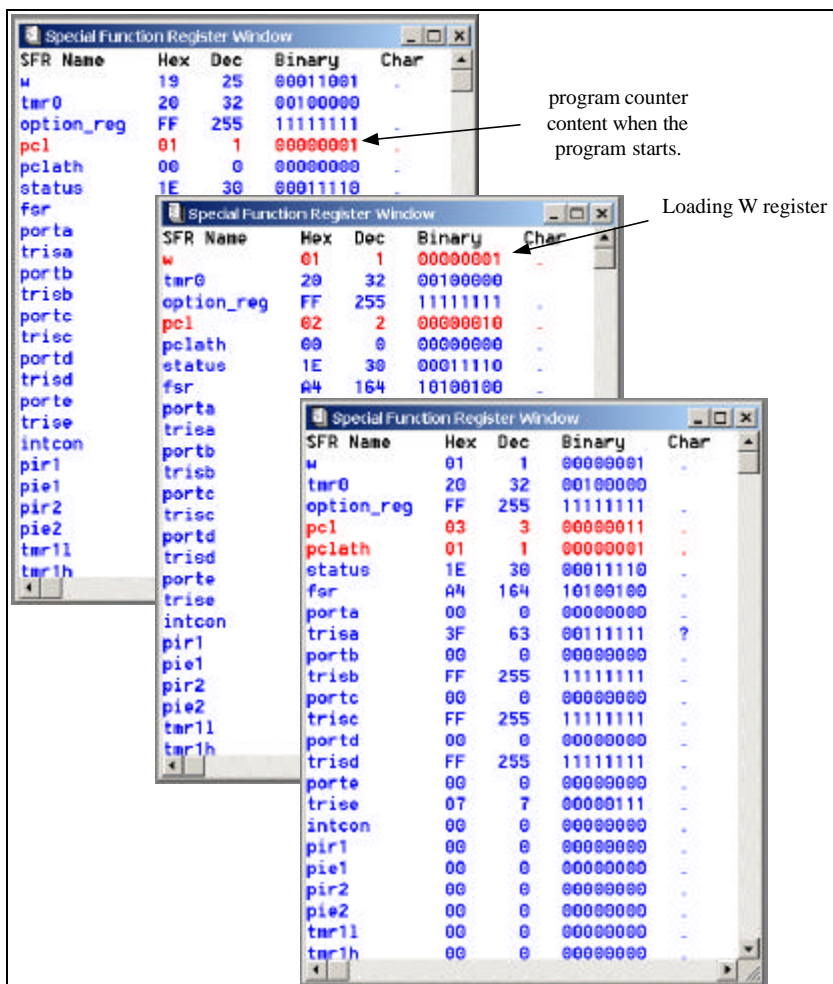 Special Function Register Window
SFR Name Hex Dec Binary Char
w 19 25 00011001 .
tmr0 20 32 00100000
option_reg FF 255 11111111 .
pcl 01 1 00000001 .
pclath 00 0 00000000 .
status 1E 30 00011110 .
fsr
porta
trisa
portb
trisb
portc
trisc
portd
trisd
porte
trise
intcon
pir1
pie1
pir2
pie2
tmr1l
tmr1h
program counter
content when the
program starts.
Special Function Register Window
SFR Name Hex Dec Binary Char
w 01 1 00000001 .
tmr0 20 32 00100000
option_reg FF 255 11111111 .
pcl 02 2 00000010 .
pclath 00 0 00000000 .
status 1E 30 00011110 .
fsr A4 164 10100100 .
porta
trisa
portb
trisb
portc
trisc
portd
trisd
porte
trise
intcon
pir1
pie1
pir2
pie2
tmr1l
tmr1h
Loading W register
Special Function Register Window
SFR Name Hex Dec Binary Char
w 01 1 00000001 .
tmr0 20 32 00100000
option_reg FF 255 11111111 .
pcl 03 3 00000011 .
pclath 01 1 00000001 .
status 1E 30 00011110 .
fsr A4 164 10100100 .
porta 00 0 00000000 .
trisa 3F 63 00111111 ?
portb 00 0 00000000 .
trisb FF 255 11111111 .
portc 00 0 00000000 .
trisc FF 255 11111111 .
portd 00 0 00000000 .
trisd FF 255 11111111 .
porte 00 0 00000000 .
trise 07 7 00000111 .
intcon 00 0 00000000 .
pir1 00 0 00000000 .
pie1 00 0 00000000 .
pir2 00 0 00000000 .
pie2 00 0 00000000 .
tmr1l 00 0 00000000 .
tmr1h 00 0 00000000 .